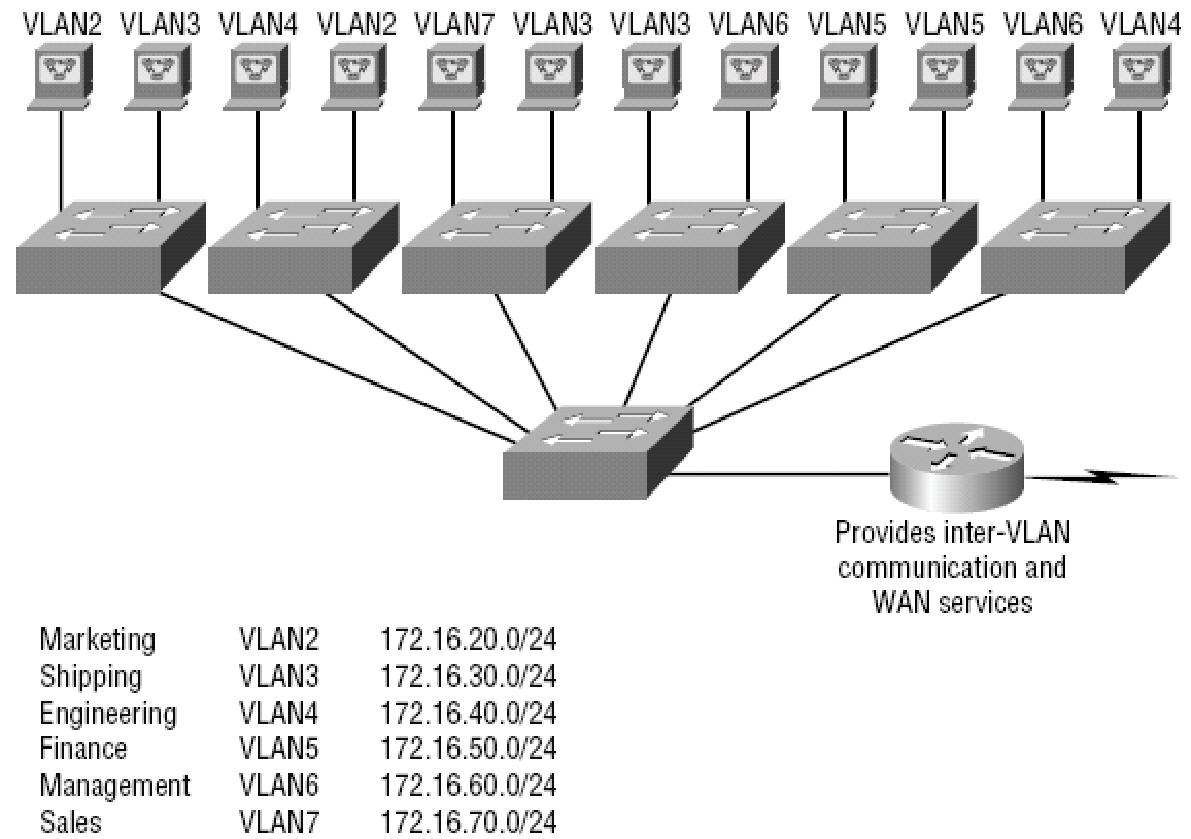 VLAN2 VLAN3 VLAN4 VLAN2 VLAN7 VLAN3 VLAN3 VLAN6 VLAN5 VLAN5 VLAN6 VLAN4
Provides inter-VLAN
communication and
WAN services
Marketing VLAN2 172.16.20.0/24
Shipping VLAN3 172.16.30.0/24
Engineering VLAN4 172.16.40.0/24
Finance VLAN5 172.16.50.0/24
Management VLAN6 172.16.60.0/24
Sales VLAN7 172.16.70.0/24